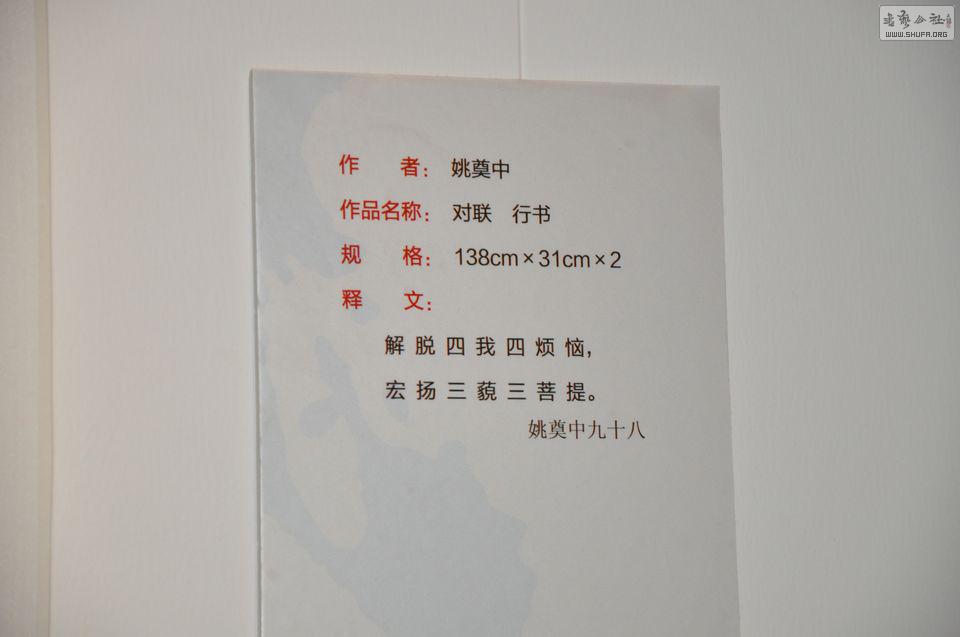 书艺公社
WWW.SHUFA.ORG
作 者： 姚奠中
作品名称： 对联 行书
规 格： 138cm×31cm×2
释 文：
解脱四我四烦恼，
宏扬三藐三菩提。
姚奠中九十八